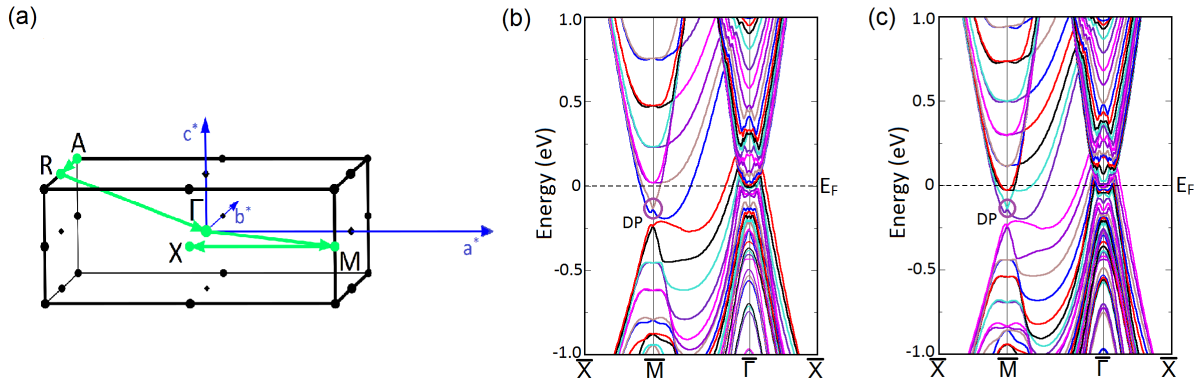 (a)
A
R
c*
Γ
b*
X
M
a*
(b)
1.0
0.5
0
-0.5
-1.0
Energy (eV)
DP
E_F
X̅ M̅ Γ̅ X̅
(c)
1.0
0.5
0
-0.5
-1.0
Energy (eV)
DP
E_F
X̅ M̅ Γ̅ X̅